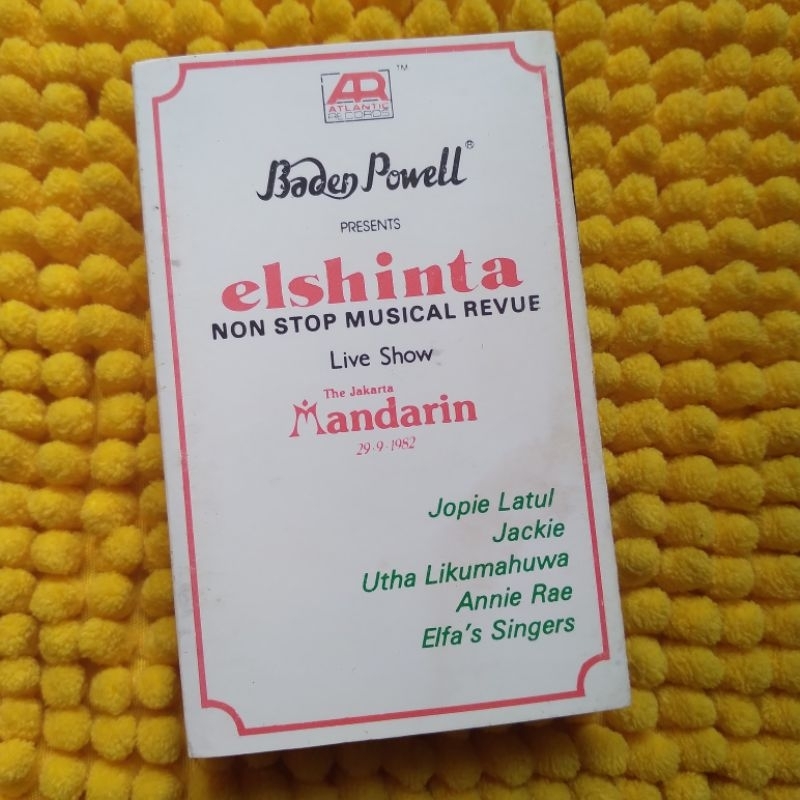 AR ™
ATLANTIC
RECORDS
Baden Powell ®
PRESENTS
elshinta
NON STOP MUSICAL REVUE
Live Show
The Jakarta
Mandarin
29·9·1982
Jopie Latul
Jackie
Utha Likumahuwa
Annie Rae
Elfa's Singers